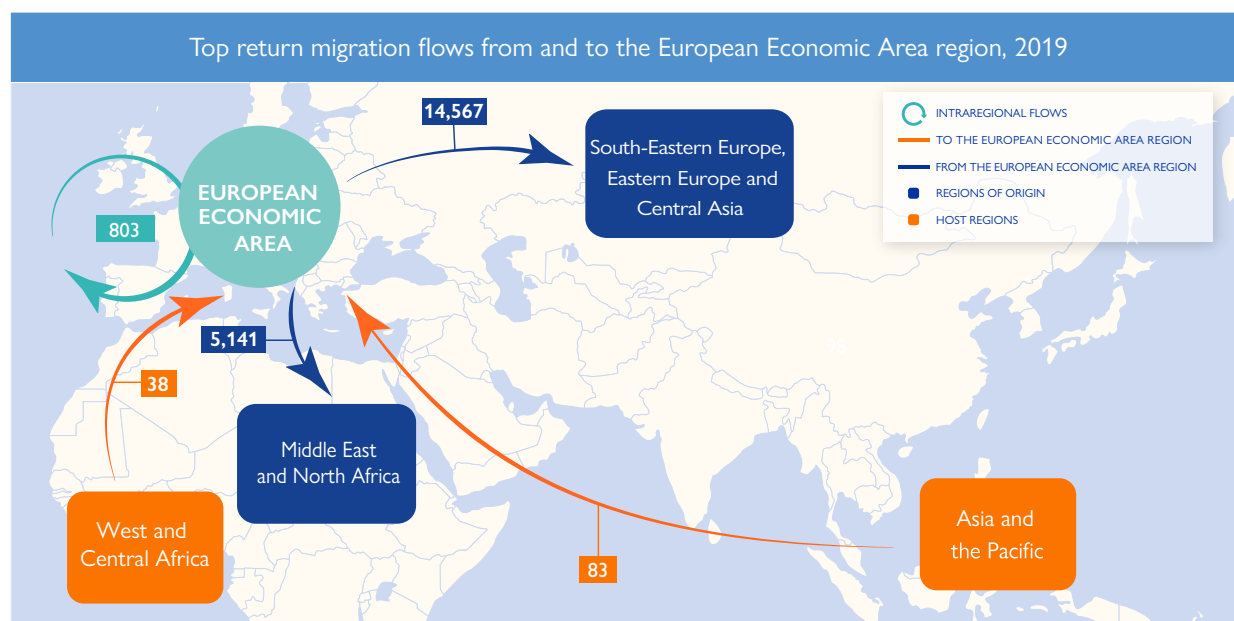 Top return migration flows from and to the European Economic Area region, 2019
14,567
South-Eastern Europe,
Eastern Europe and
Central Asia
INTRAREGIONAL FLOWS
TO THE EUROPEAN ECONOMIC AREA REGION
FROM THE EUROPEAN ECONOMIC AREA REGION
REGIONS OF ORIGIN
HOST REGIONS
EUROPEAN
ECONOMIC
AREA
803
5,141
38
Middle East
and North Africa
West and
Central Africa
83
Asia and
the Pacific